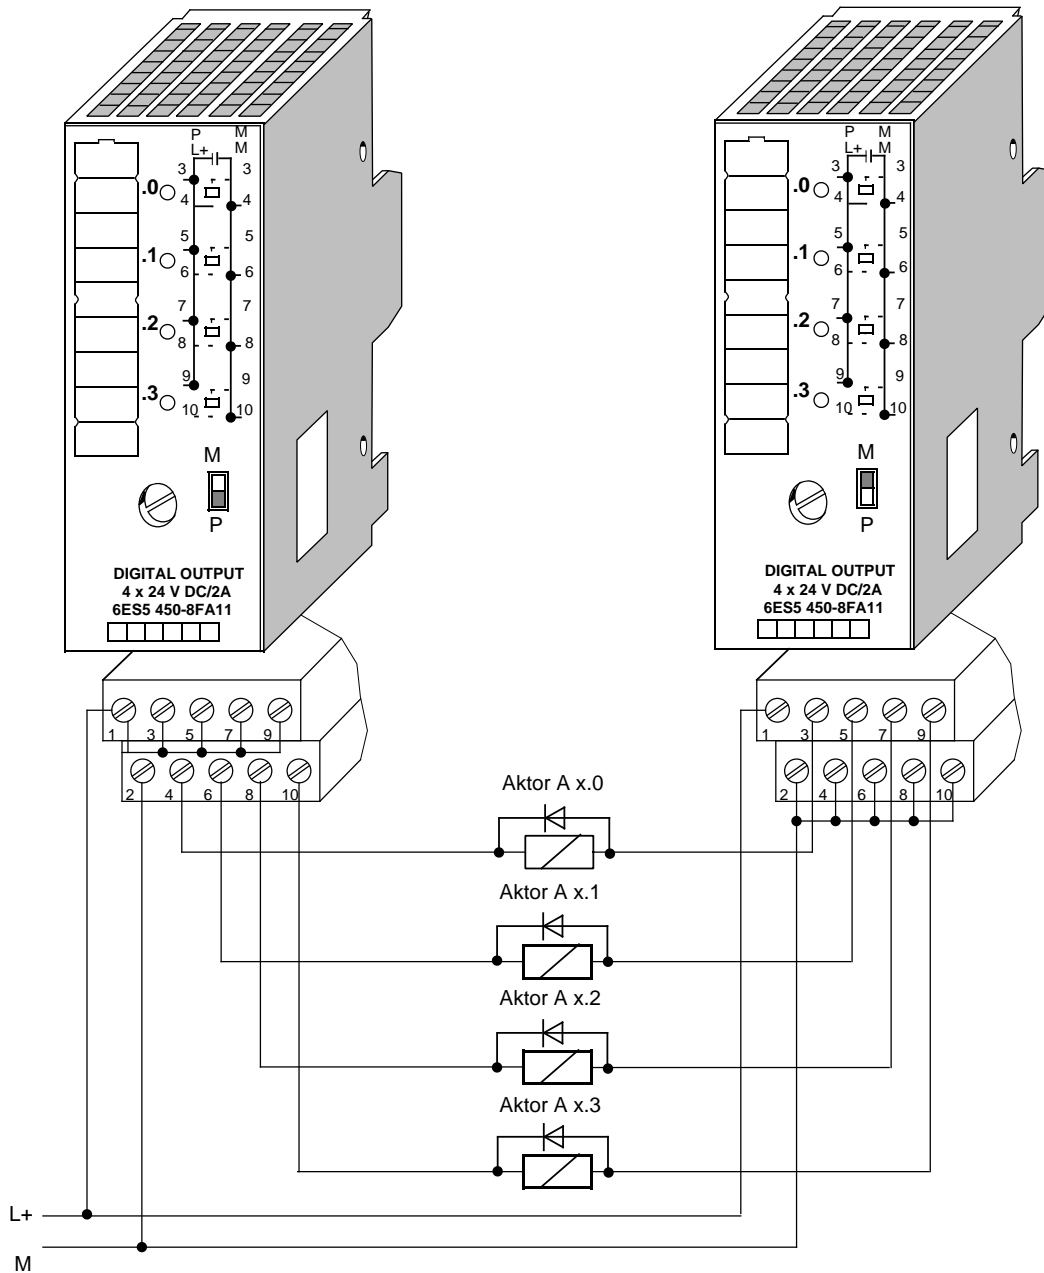 P M
L+ M
3 3
.0
4 4
5 5
.1
6 6
7 7
.2
8 8
9 9
.3
10 10
M
P
DIGITAL OUTPUT
4 x 24 V DC/2A
6ES5 450-8FA11
1 3 5 7 9
2 4 6 8 10
P M
L+ M
3 3
.0
4 4
5 5
.1
6 6
7 7
.2
8 8
9 9
.3
10 10
M
P
DIGITAL OUTPUT
4 x 24 V DC/2A
6ES5 450-8FA11
1 3 5 7 9
2 4 6 8 10
Aktor A x.0
Aktor A x.1
Aktor A x.2
Aktor A x.3
L+
M